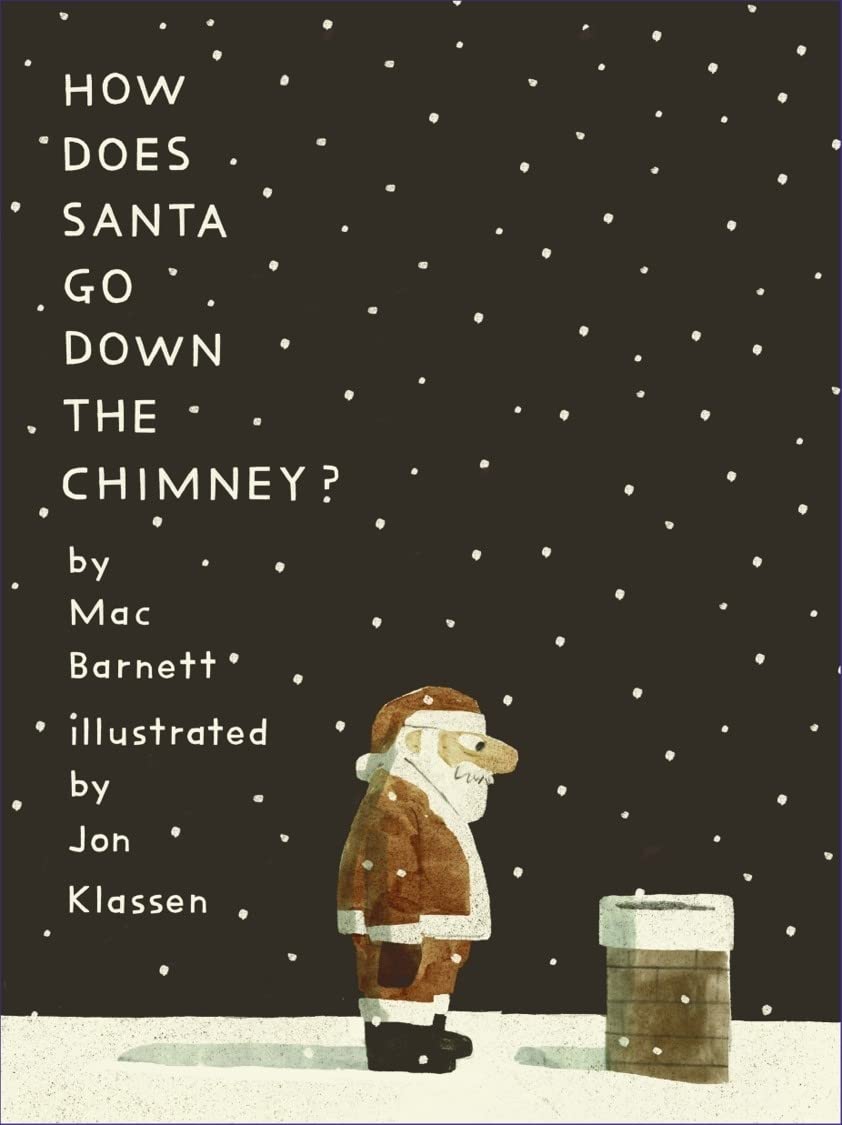 HOW
DOES
SANTA
GO
DOWN
THE
CHIMNEY?
by
Mac
Barnett
illustrated
by
Jon
Klassen